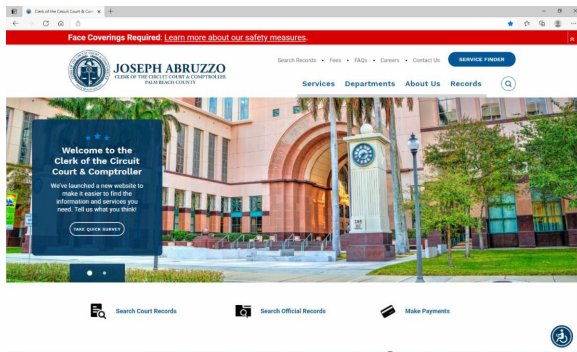 Clerk of the Circuit Court & Con
Face Coverings Required: Learn more about our safety measures.
Search Records • Fees • FAQs • Careers • Contact Us
SERVICE FINDER
JOSEPH ABRUZZO
CLERK OF THE CIRCUIT COURT & COMPTROLLER
PALM BEACH COUNTY
Services Departments About Us Records
Welcome to the
Clerk of the Circuit
Court & Comptroller
We've launched a new website to
make it easier to find the
information and services you
need. Tell us what you think!
TAKE QUICK SURVEY
Search Court Records
Search Official Records
Make Payments